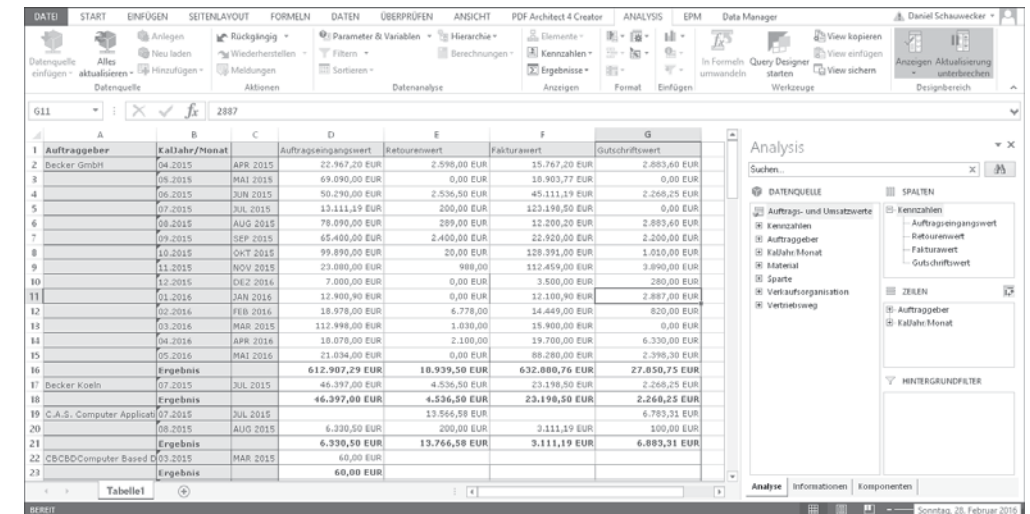 DATEI START EINFÜGEN SEITENLAYOUT FORMELN DATEN ÜBERPRÜFEN ANSICHT PDF Architect 4 Creator ANALYSIS EPM Data Manager Daniel Schauwecker
Datenquelle einfügen
Alles aktualisieren
Anlegen
Neu laden
Hinzufügen
Datenquelle
Rückgängig
Wiederherstellen
Meldungen
Aktionen
Parameter & Variablen
Filtern
Sortieren
Hierarchie
Berechnungen
Datenanalyse
Elemente
Kennzahlen
Ergebnisse
Anzeigen
Format
Einfügen
In Formeln umwandeln
Query Designer starten
View kopieren
View einfügen
View sichern
Werkzeuge
Anzeigen
Aktualisierung unterbrechen
Designbereich
G11 fx 2887
A B C D E F G
1 Auftraggeber Kaljahr/Monat Auftragseingangswert Retourenwert Fakturawert Gutschriftswert
2 Becker GmbH 04.2015 APR 2015 22.967,20 EUR 2.598,00 EUR 15.767,20 EUR 2.883,60 EUR
3 05.2015 MAI 2015 69.090,00 EUR 0,00 EUR 18.903,77 EUR 0,00 EUR
4 06.2015 JUN 2015 50.290,00 EUR 2.536,50 EUR 45.111,19 EUR 2.268,25 EUR
5 07.2015 JUL 2015 13.111,19 EUR 200,00 EUR 123.198,50 EUR 0,00 EUR
6 08.2015 AUG 2015 78.090,00 EUR 289,00 EUR 12.200,20 EUR 2.883,60 EUR
7 09.2015 SEP 2015 65.400,00 EUR 2.400,00 EUR 22.920,00 EUR 2.200,00 EUR
8 10.2015 OKT 2015 99.890,00 EUR 20,00 EUR 128.391,00 EUR 1.010,00 EUR
9 11.2015 NOV 2015 23.080,00 EUR 988,00 112.459,00 EUR 3.890,00 EUR
10 12.2015 DEZ 2016 7.000,00 EUR 0,00 EUR 3.500,00 EUR 280,00 EUR
11 01.2016 JAN 2016 12.900,90 EUR 0,00 EUR 12.100,90 EUR 2.887,00 EUR
12 02.2016 FEB 2016 18.978,00 EUR 6.778,00 14.449,00 EUR 820,00 EUR
13 03.2016 MAR 2015 112.998,00 EUR 1.030,00 15.900,00 EUR 0,00 EUR
14 04.2016 APR 2016 18.078,00 EUR 2.100,00 19.700,00 EUR 6.330,00 EUR
15 05.2016 MAI 2016 21.034,00 EUR 0,00 EUR 88.280,00 EUR 2.398,30 EUR
16 Ergebnis 612.907,29 EUR 18.939,50 EUR 632.880,76 EUR 27.850,75 EUR
17 Becker Koeln 07.2015 JUL 2015 46.397,00 EUR 4.536,50 EUR 23.198,50 EUR 2.268,25 EUR
18 Ergebnis 46.397,00 EUR 4.536,50 EUR 23.198,50 EUR 2.268,25 EUR
19 C.A.S. Computer Applicati 07.2015 JUL 2015 13.566,58 EUR 6.783,31 EUR
20 08.2015 AUG 2015 6.330,50 EUR 200,00 EUR 3.111,19 EUR 100,00 EUR
21 Ergebnis 6.330,50 EUR 13.766,58 EUR 3.111,19 EUR 6.883,31 EUR
22 CBCBDComputer Based D 03.2015 MAR 2015 60,00 EUR
23 Ergebnis 60,00 EUR
Tabelle1
Analysis
Suchen...
DATENQUELLE
Auftrags- und Umsatzwerte
Kennzahlen
Auftraggeber
Kaljahr/Monat
Material
Sparte
Verkaufsorganisation
Vertriebsweg
SPALTEN
Kennzahlen
Auftragseingangswert
Retourenwert
Fakturawert
Gutschriftswert
ZEILEN
Auftraggeber
Kaljahr/Monat
HINTERGRUNDFILTER
Analyse Informationen Komponenten
BEREIT Sonntag, 28. Februar 2016